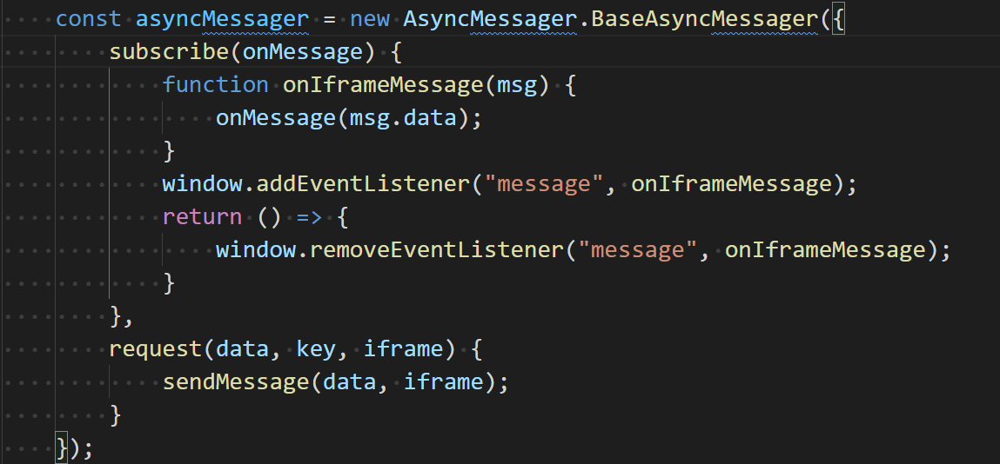 const asyncMessager = new AsyncMessager.BaseAsyncMessager({
subscribe(onMessage) {
function onIframeMessage(msg) {
onMessage(msg.data);
}
window.addEventListener("message", onIframeMessage);
return () => {
window.removeEventListener("message", onIframeMessage);
}
},
request(data, key, iframe) {
sendMessage(data, iframe);
}
});